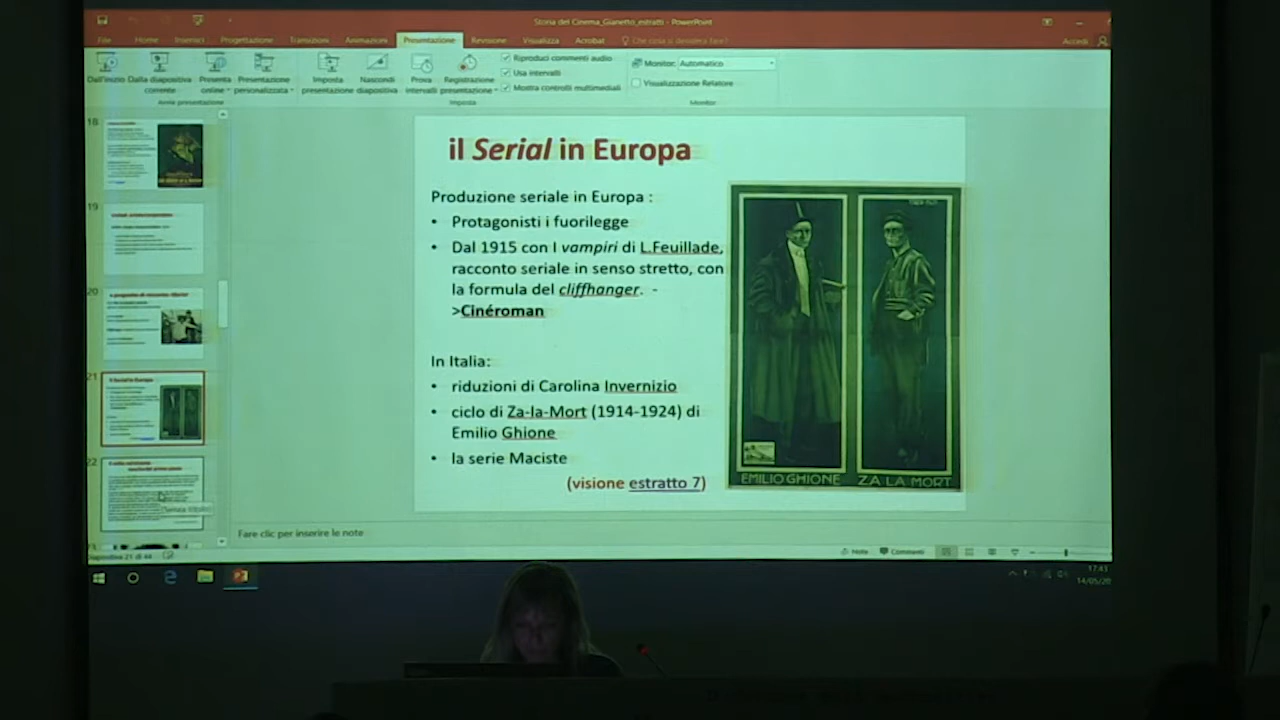 Storia del Cinema_Gianetto_estratti - PowerPoint
File Home Inserisci Progettazione Transizioni Animazioni Presentazione Revisione Visualizza Acrobat Che cosa si desidera fare? Accedi
Dall'inizio
Dalla diapositiva corrente
Presenta online
Presentazione personalizzata
Imposta presentazione
Nascondi diapositiva
Prova intervalli
Registrazione presentazione
Riproduci commenti audio
Usa intervalli
Mostra controlli multimediali
Monitor: Automatico
Visualizzazione Relatore
Avvia presentazione
Imposta
Monitor
18
19
20
21
22
il Serial in Europa
Produzione seriale in Europa :
• Protagonisti i fuorilegge
• Dal 1915 con I vampiri di L.Feuillade,
racconto seriale in senso stretto, con
la formula del cliffhanger. -
>Cinéroman
In Italia:
• riduzioni di Carolina Invernizio
• ciclo di Za-la-Mort (1914-1924) di
Emilio Ghione
• la serie Maciste
(visione estratto 7)
EMILIO GHIONE ZA LA MORT
Fare clic per inserire le note
Diapositiva 21 di 44
Note Commenti
17:41
14/05/20